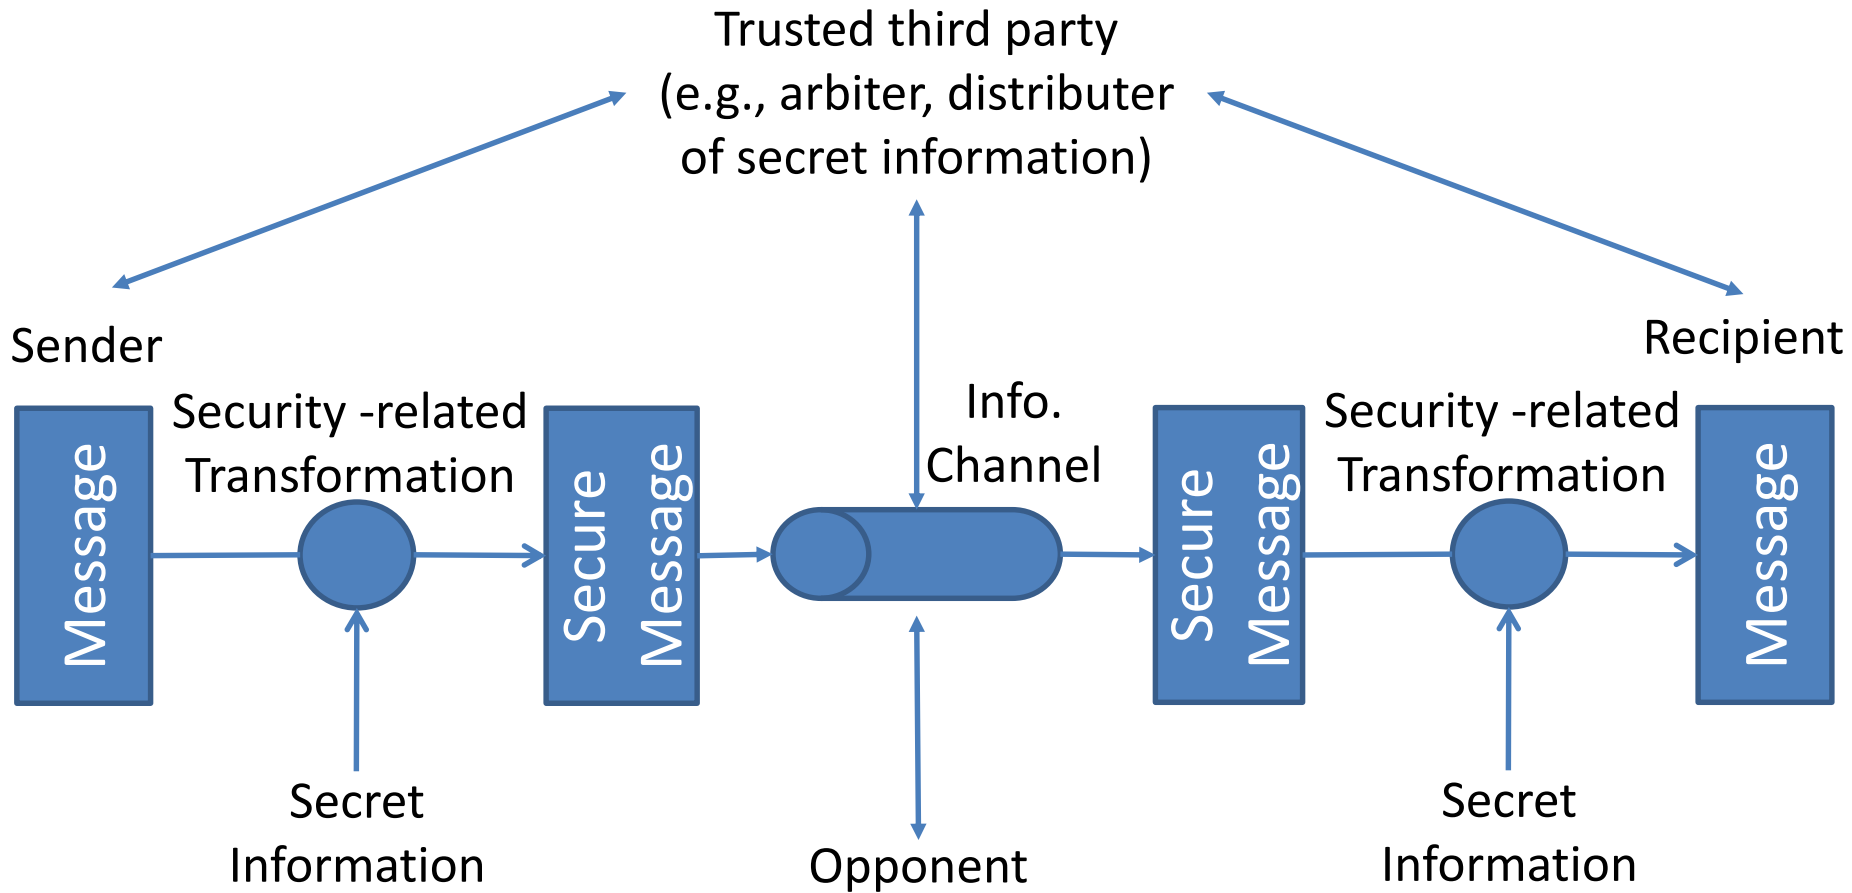 Trusted third party
(e.g., arbiter, distributer
of secret information)
Sender
Recipient
Security -related
Transformation
Info.
Channel
Security -related
Transformation
Message
Secure
Message
Secure
Message
Message
Secret
Information
Opponent
Secret
Information